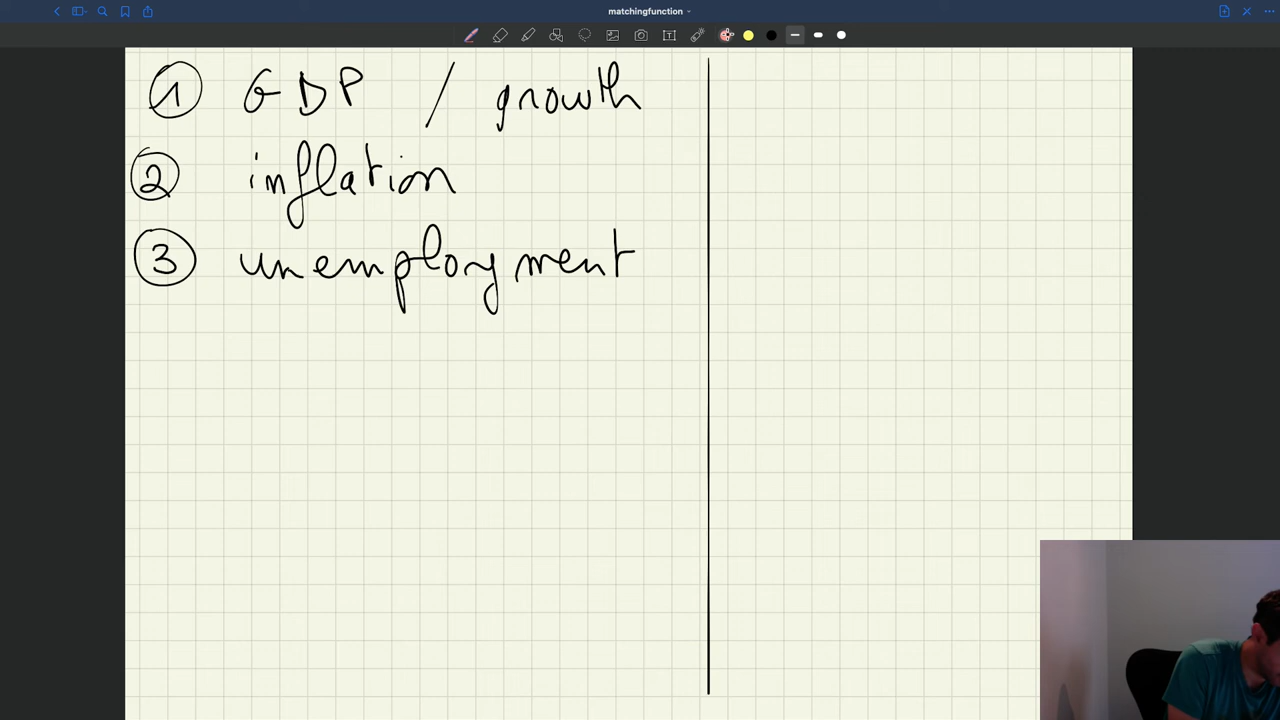 matchingfunction
① GDP / growth
② inflation
③ unemployment